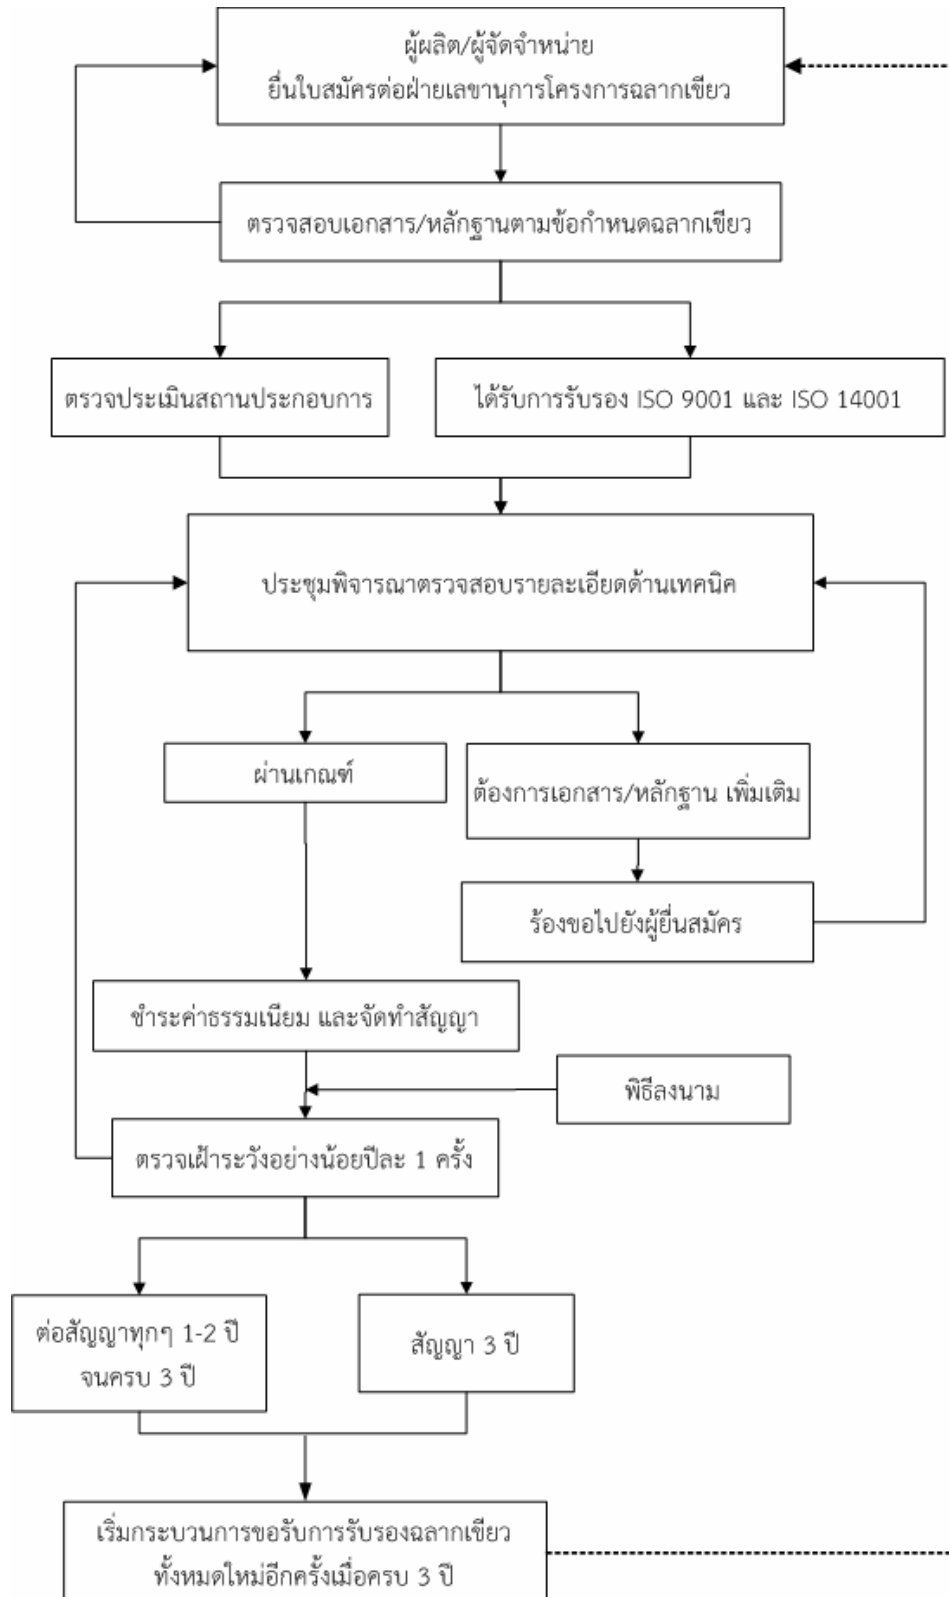 ผู้ผลิต/ผู้จัดจำหน่าย
ยื่นใบสมัครต่อฝ่ายเลขานุการโครงการฉลากเขียว
ตรวจสอบเอกสาร/หลักฐานตามข้อกำหนดฉลากเขียว
ตรวจประเมินสถานประกอบการ
ได้รับการรับรอง ISO 9001 และ ISO 14001
ประชุมพิจารณาตรวจสอบรายละเอียดด้านเทคนิค
ผ่านเกณฑ์
ต้องการเอกสาร/หลักฐาน เพิ่มเติม
ร้องขอไปยังผู้ยื่นสมัคร
ชำระค่าธรรมเนียม และจัดทำสัญญา
พิธีลงนาม
ตรวจเฝ้าระวังอย่างน้อยปีละ 1 ครั้ง
ต่อสัญญาทุกๆ 1-2 ปี
จนครบ 3 ปี
สัญญา 3 ปี
เริ่มกระบวนการขอรับการรับรองฉลากเขียว
ทั้งหมดใหม่อีกครั้งเมื่อครบ 3 ปี